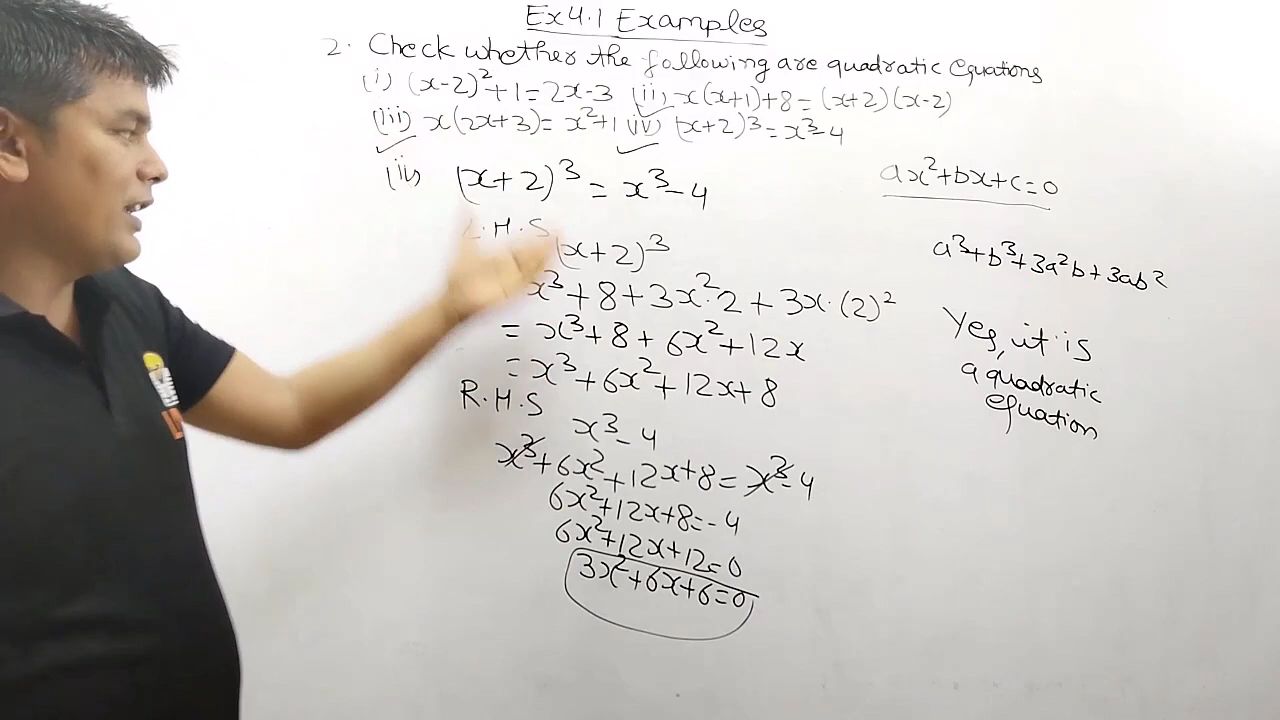 Ex 4.1 Examples
2. Check whether the following are quadratic equations
(i) (x-2)²+1=2x-3 (ii) x(x+1)+8=(x+2)(x-2)
(iii) x(2x+3)=x²+1 (iv) (x+2)³=x³-4
(ii) (x+2)³ = x³-4
ax²+bx+c=0
L.H.S
(x+2)³
a³+b³+3a²b+3ab²
x³+8+3x².2+3x.(2)²
= x³+8+6x²+12x
= x³+6x²+12x+8
Yes, it is
a quadratic
equation
R.H.S
x³-4
x³+6x²+12x+8=x³-4
6x²+12x+8=-4
6x²+12x+12=0
3x²+6x+6=0